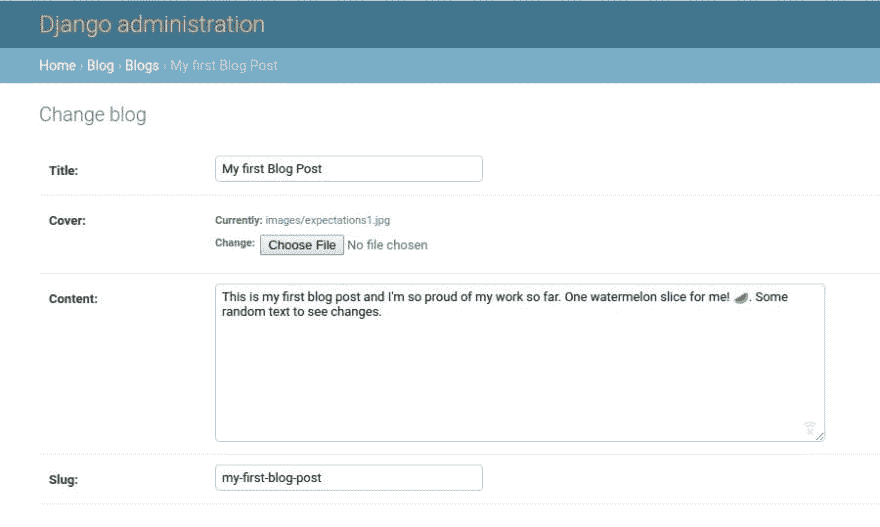 Django administration
Home › Blog › Blogs › My first Blog Post
Change blog
Title: My first Blog Post
Cover: Currently: images/expectations1.jpg
Change: Choose File No file chosen
Content: This is my first blog post and I'm so proud of my work so far. One watermelon slice for me! 🍉. Some
random text to see changes.
Slug: my-first-blog-post